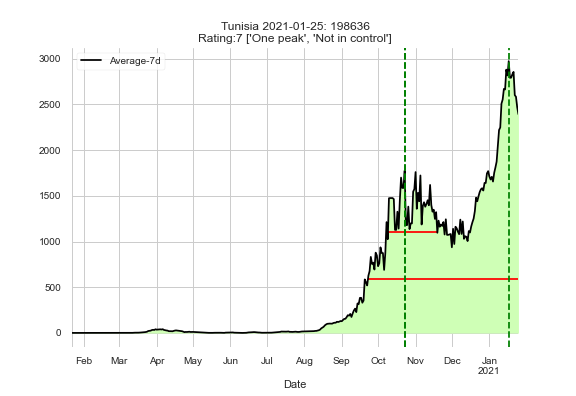 Tunisia 2021-01-25: 198636
Rating:7 ['One peak', 'Not in control']
Average-7d
3000
2500
2000
1500
1000
500
0
Feb Mar Apr May Jun Jul Aug Sep Oct Nov Dec Jan
2021
Date